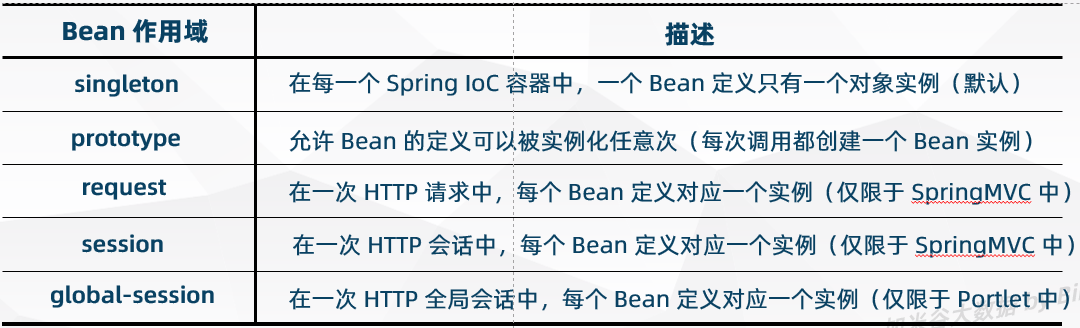 Bean 作用域 描述
singleton 在每一个 Spring IoC 容器中，一个 Bean 定义只有一个对象实例（默认）
prototype 允许 Bean 的定义可以被实例化任意次（每次调用都创建一个 Bean 实例）
request 在一次 HTTP 请求中，每个 Bean 定义对应一个实例（仅限于 SpringMVC 中）
session 在一次 HTTP 会话中，每个 Bean 定义对应一个实例（仅限于 SpringMVC 中）
global-session 在一次 HTTP 全局会话中，每个 Bean 定义对应一个实例（仅限于 Portlet 中）